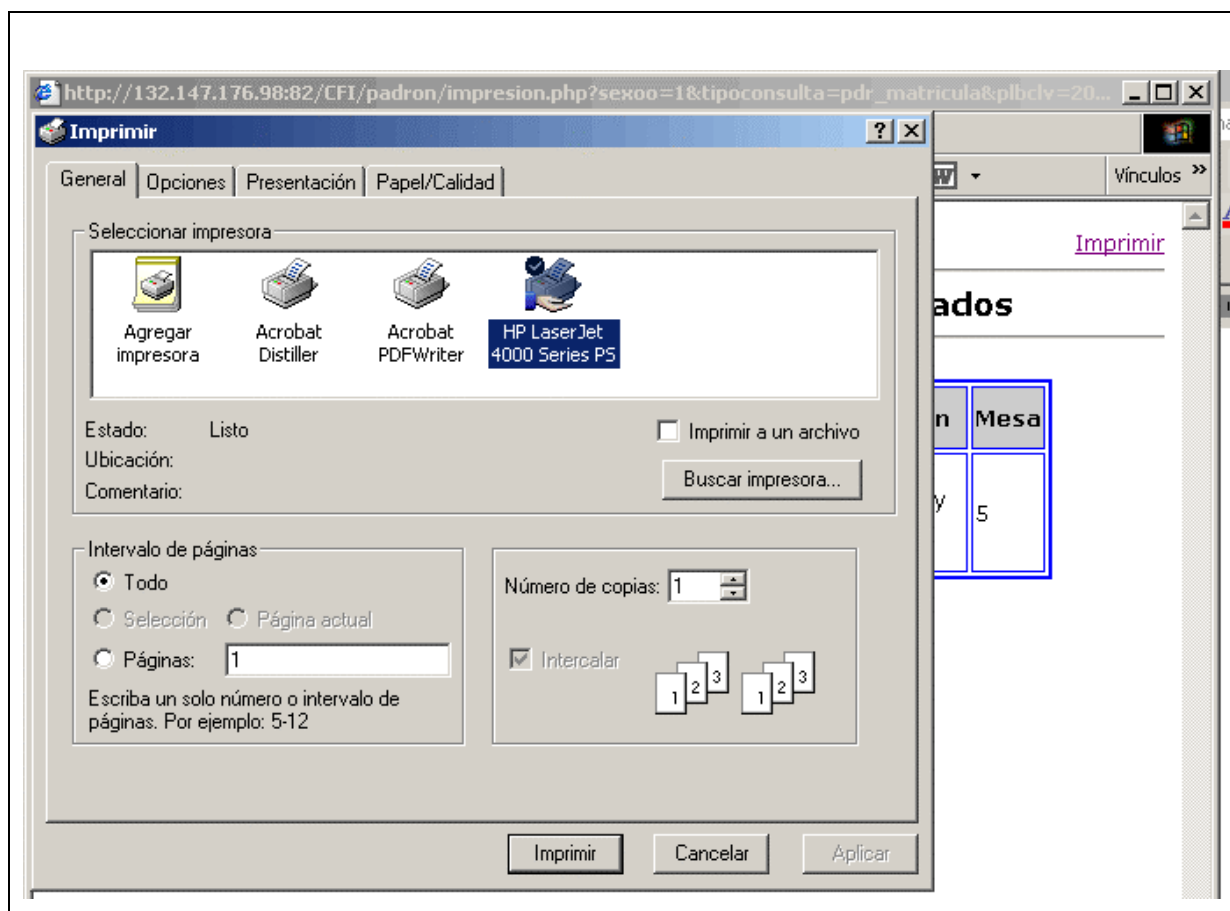 http://132.147.176.98:82/CFI/padron/impresion.php?sexoo=1&tipoconsulta=pdr_matricula&plbclv=20...
Imprimir
General Opciones Presentación Papel/Calidad
Vínculos »
Seleccionar impresora
Imprimir
Agregar impresora
Acrobat Distiller
Acrobat PDFWriter
HP LaserJet 4000 Series PS
ados
Estado: Listo
Imprimir a un archivo
n Mesa
Ubicación:
Comentario:
Buscar impresora...
y 5
Intervalo de páginas
Todo
Número de copias: 1
Selección Página actual
Páginas: 1
Intercalar
1 2 3 1 2 3
Escriba un solo número o intervalo de
páginas. Por ejemplo: 5-12
Imprimir Cancelar Aplicar